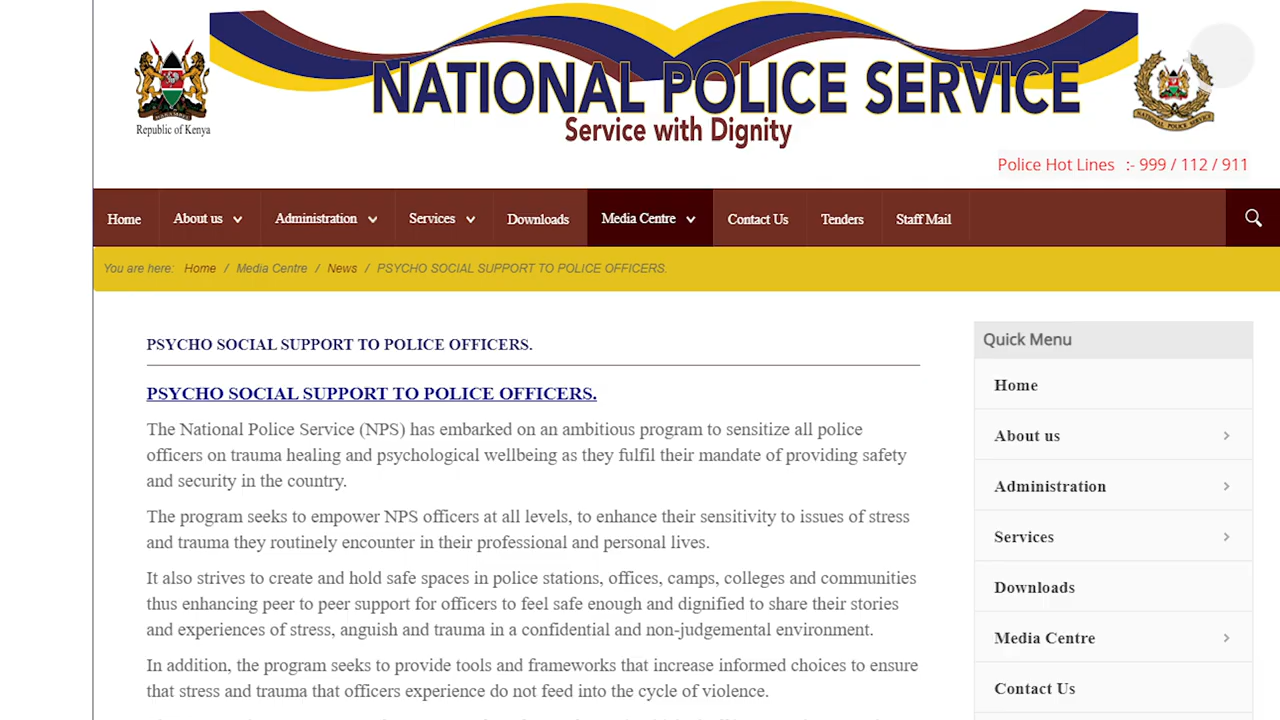 NATIONAL POLICE SERVICE
Service with Dignity
Republic of Kenya
NATIONAL POLICE SERVICE
Police Hot Lines :- 999 / 112 / 911
Home About us Administration Services Downloads Media Centre Contact Us Tenders Staff Mail
You are here: Home / Media Centre / News / PSYCHO SOCIAL SUPPORT TO POLICE OFFICERS.
PSYCHO SOCIAL SUPPORT TO POLICE OFFICERS.
PSYCHO SOCIAL SUPPORT TO POLICE OFFICERS.
The National Police Service (NPS) has embarked on an ambitious program to sensitize all police
officers on trauma healing and psychological wellbeing as they fulfil their mandate of providing safety
and security in the country.
The program seeks to empower NPS officers at all levels, to enhance their sensitivity to issues of stress
and trauma they routinely encounter in their professional and personal lives.
It also strives to create and hold safe spaces in police stations, offices, camps, colleges and communities
thus enhancing peer to peer support for officers to feel safe enough and dignified to share their stories
and experiences of stress, anguish and trauma in a confidential and non-judgemental environment.
In addition, the program seeks to provide tools and frameworks that increase informed choices to ensure
that stress and trauma that officers experience do not feed into the cycle of violence.
Quick Menu
Home
About us
Administration
Services
Downloads
Media Centre
Contact Us